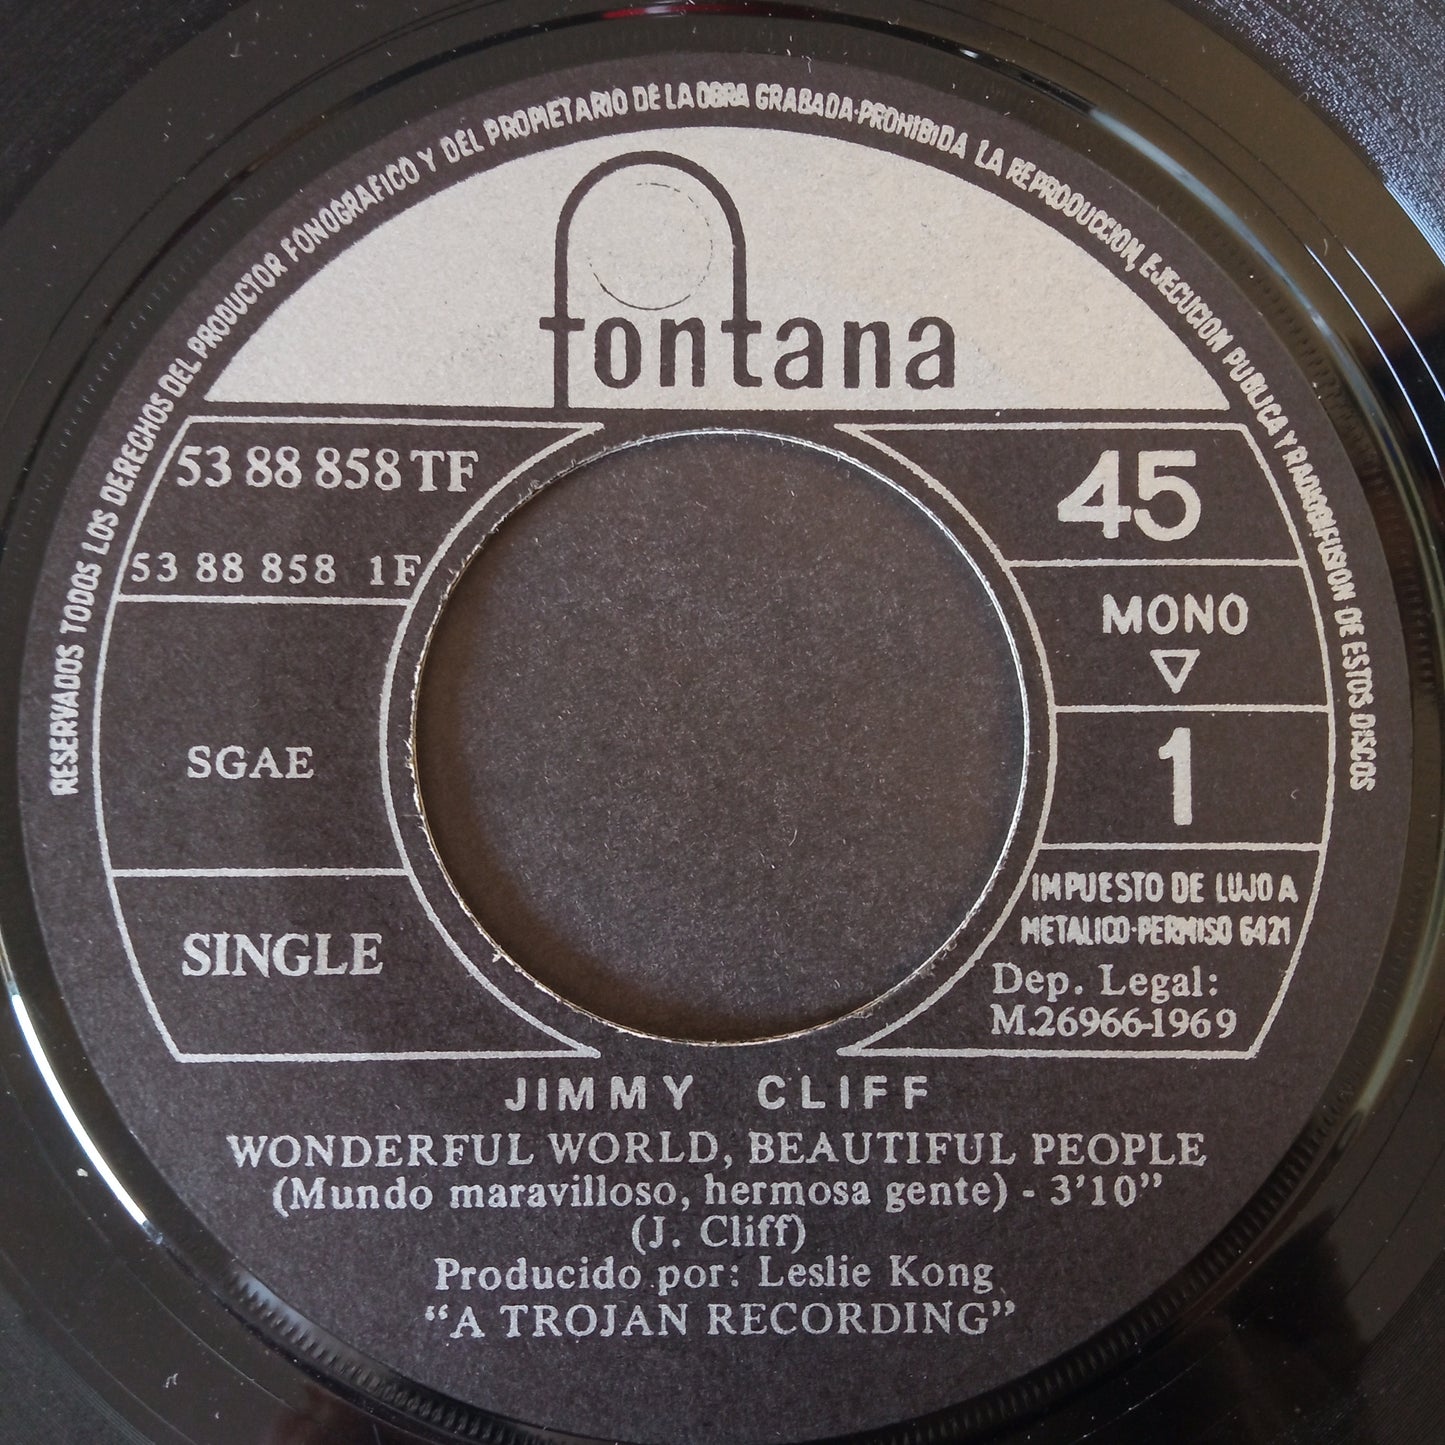 RESERVADOS TODOS LOS DERECHOS DEL PRODUCTOR FONOGRAFICO Y DEL PROPIETARIO DE LA OBRA GRABADA·PROHIBIDA LA REPRODUCCION, EJECUCION PUBLICA Y RADIODIFUSION DE ESTOS DISCOS
fontana
53 88 858 TF
53 88 858 1F
SGAE
SINGLE
45
MONO
▽
1
IMPUESTO DE LUJO A
METALICO·PERMISO 6421
Dep. Legal:
M.26966-1969
JIMMY CLIFF
WONDERFUL WORLD, BEAUTIFUL PEOPLE
(Mundo maravilloso, hermosa gente) - 3'10"
(J. Cliff)
Producido por: Leslie Kong
"A TROJAN RECORDING"